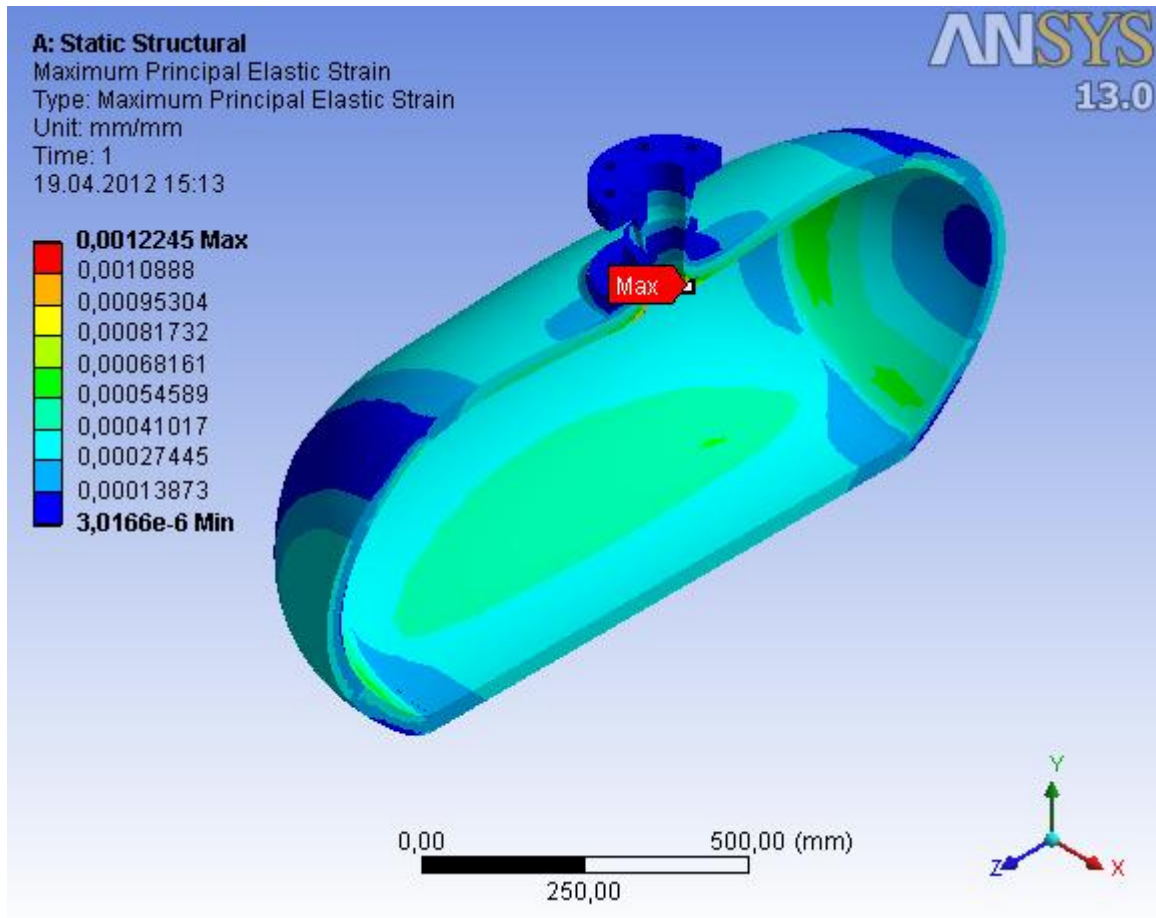 A: Static Structural
Maximum Principal Elastic Strain
Type: Maximum Principal Elastic Strain
Unit: mm/mm
Time: 1
19.04.2012 15:13
ANSYS
13.0
0,0012245 Max
0,0010888
0,00095304
0,00081732
0,00068161
0,00054589
0,00041017
0,00027445
0,00013873
3,0166e-6 Min
Max
0,00
500,00 (mm)
250,00
Y
Z
X